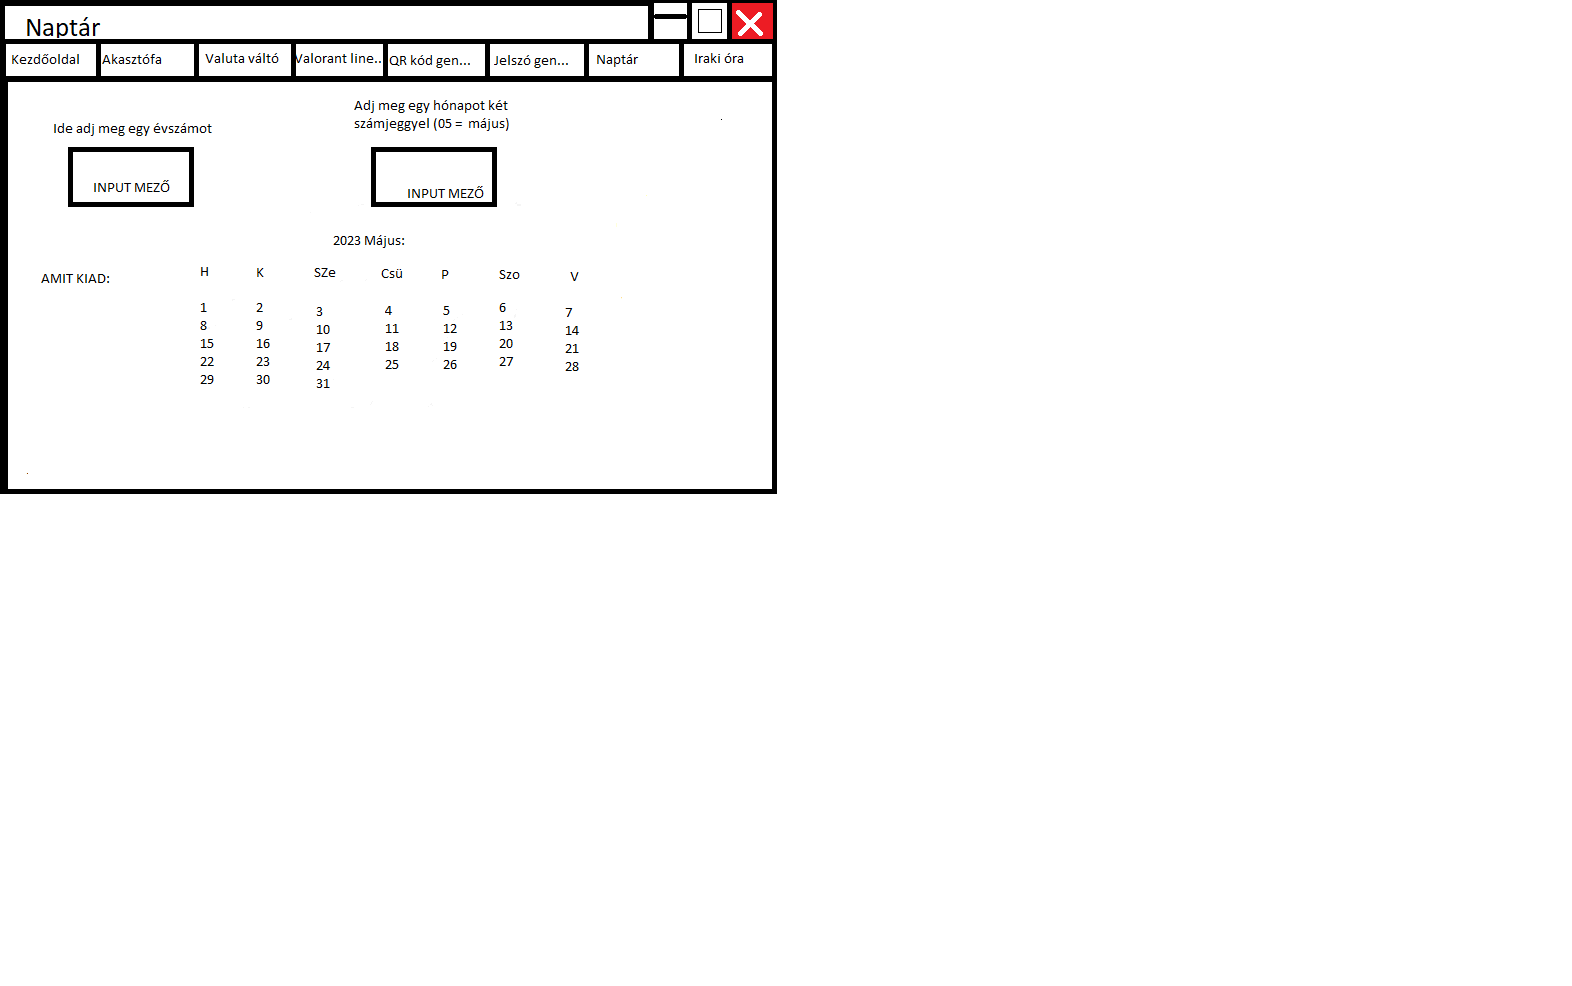 Naptár
Kezdőoldal Akasztófa Valuta váltó Valorant line.. QR kód gen... Jelszó gen... Naptár Iraki óra
Ide adj meg egy évszámot
Adj meg egy hónapot két
számjeggyel (05 = május)
INPUT MEZŐ
INPUT MEZŐ
2023 Május:
AMIT KIAD:
H K SZe Csü P Szo V
1 2 3 4 5 6 7
8 9 10 11 12 13 14
15 16 17 18 19 20 21
22 23 24 25 26 27 28
29 30 31